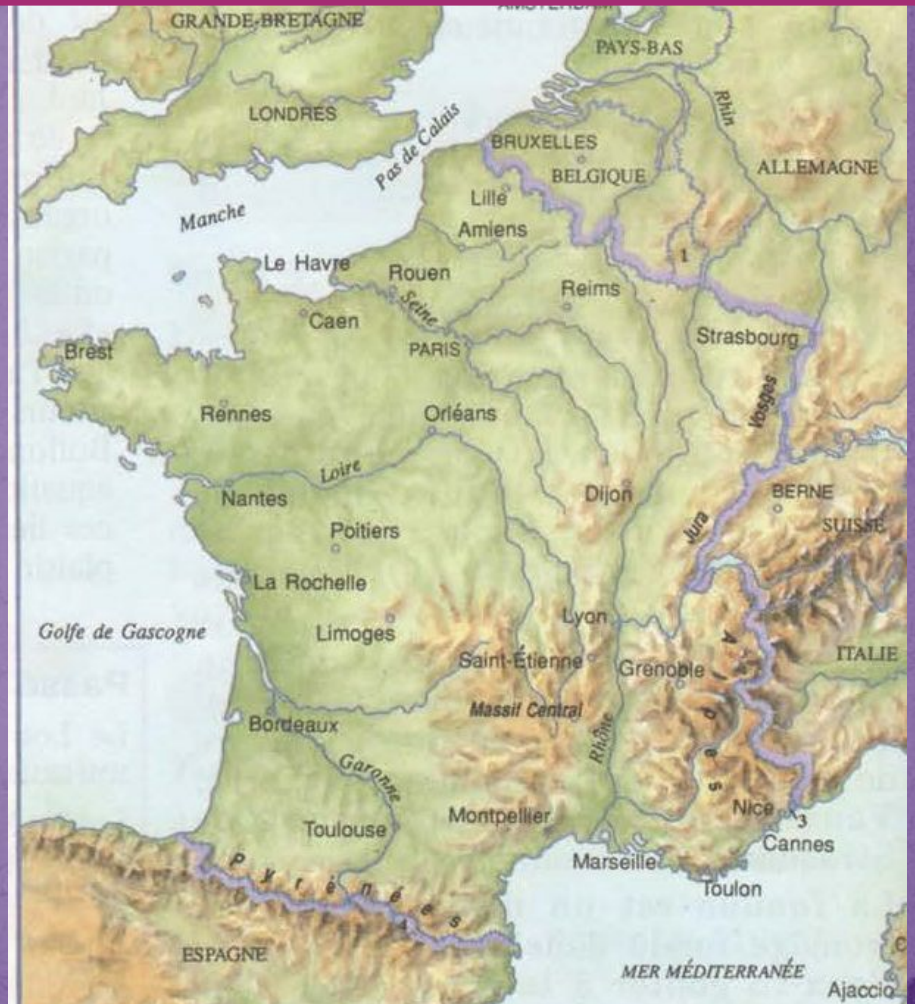 GRANDE-BRETAGNE
AMSTERDAM
PAYS-BAS
Rhin
LONDRES
Pas de Calais
BRUXELLES
BELGIQUE
ALLEMAGNE
Lille
Manche
Amiens
1
Le Havre
Rouen
Reims
Seine
Caen
Strasbourg
PARIS
Brest
Vosges
Rennes
Orléans
Loire
Nantes
Dijon
BERNE
Jura
SUISSE
Poitiers
La Rochelle
Lyon
Golfe de Gascogne
Limoges
Saint-Étienne
Grenoble
Alpes
ITALIE
Massif Central
Bordeaux
Rhône
Garonne
Toulouse
Montpellier
Nice
3
Cannes
Marseille
Toulon
Pyrénées
ESPAGNE
MER MÉDITERRANÉE
Ajaccio